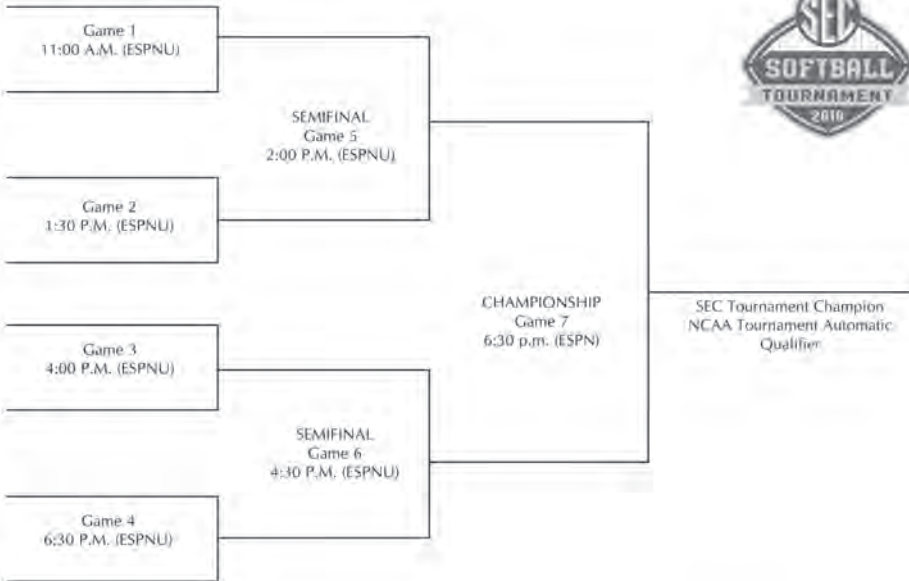 Game 1
11:00 A.M. (ESPNU)
SEC
SOFTBALL
TOURNAMENT
2010
SEMIFINAL
Game 5
2:00 P.M. (ESPNU)
Game 2
1:30 P.M. (ESPNU)
CHAMPIONSHIP
Game 7
6:30 p.m. (ESPN)
SEC Tournament Champion
NCAA Tournament Automatic
Qualifier
Game 3
4:00 P.M. (ESPNU)
SEMIFINAL
Game 6
4:30 P.M. (ESPNU)
Game 4
6:30 P.M. (ESPNU)